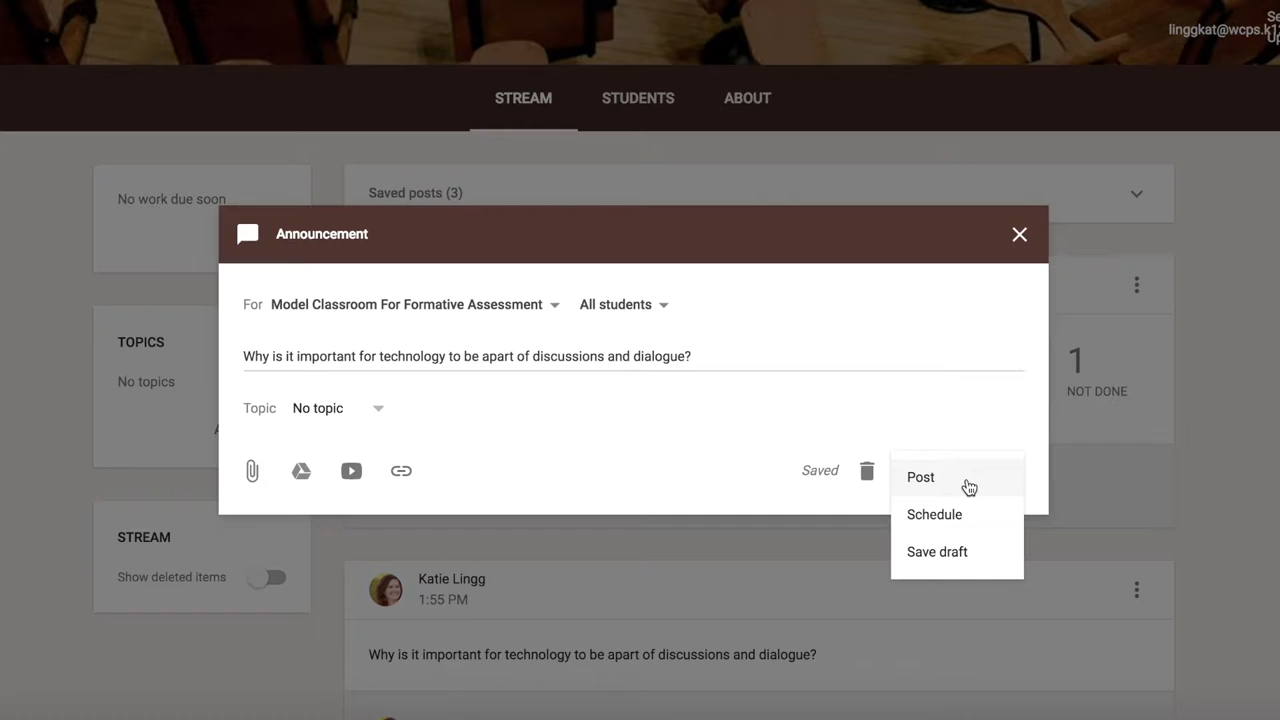 linggkat@wcps.k1
STREAM STUDENTS ABOUT
No work due soon
Saved posts (3)
Announcement
For Model Classroom For Formative Assessment All students
TOPICS
Why is it important for technology to be apart of discussions and dialogue?
1
No topics
NOT DONE
Topic No topic
Saved
Post
Schedule
STREAM
Save draft
Show deleted items
Katie Lingg
1:55 PM
Why is it important for technology to be apart of discussions and dialogue?